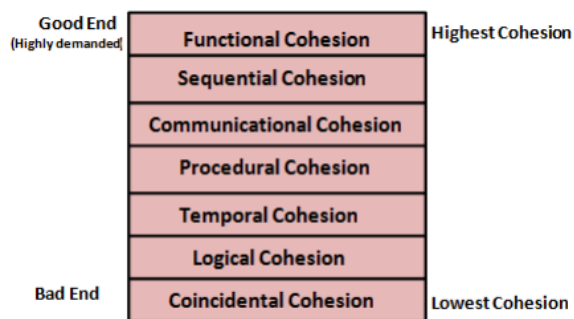 Good End
(Highly demanded)
Functional Cohesion
Highest Cohesion
Sequential Cohesion
Communicational Cohesion
Procedural Cohesion
Temporal Cohesion
Logical Cohesion
Bad End
Coincidental Cohesion
Lowest Cohesion